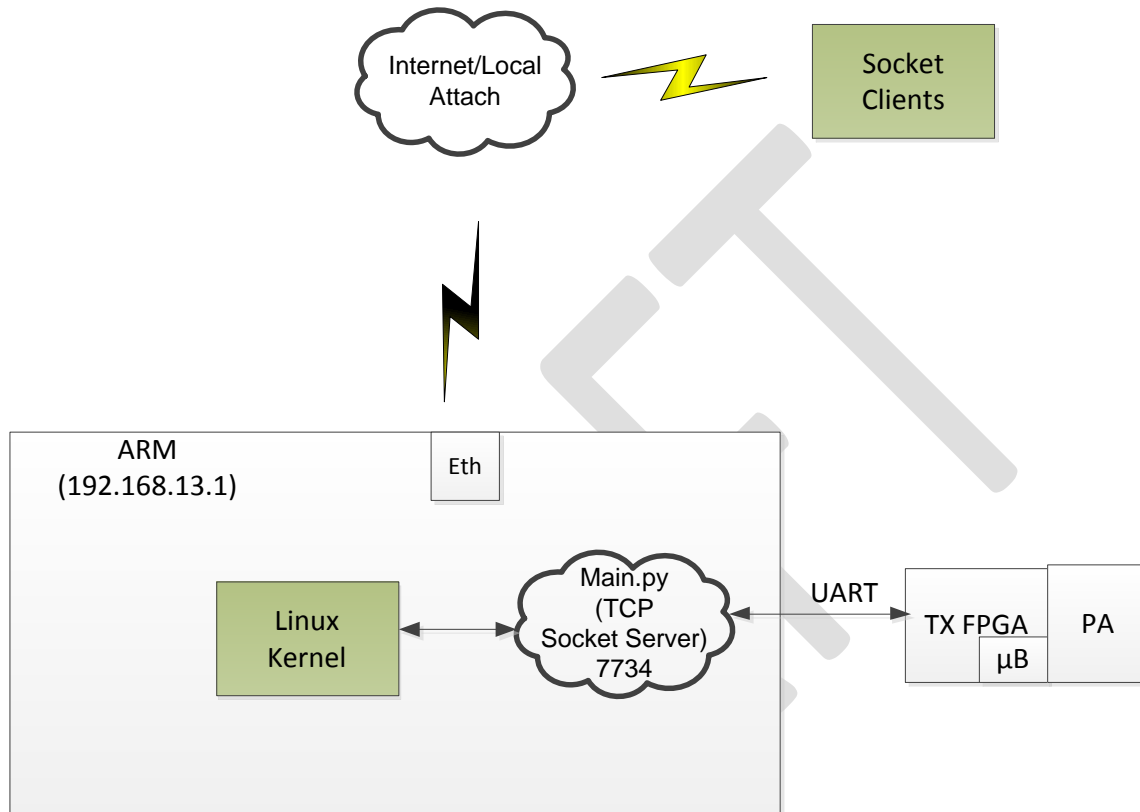 Internet/Local
Attach
Socket
Clients
ARM
(192.168.13.1)
Eth
Linux
Kernel
Main.py
(TCP
Socket Server)
7734
UART
TX FPGA
µB
PA